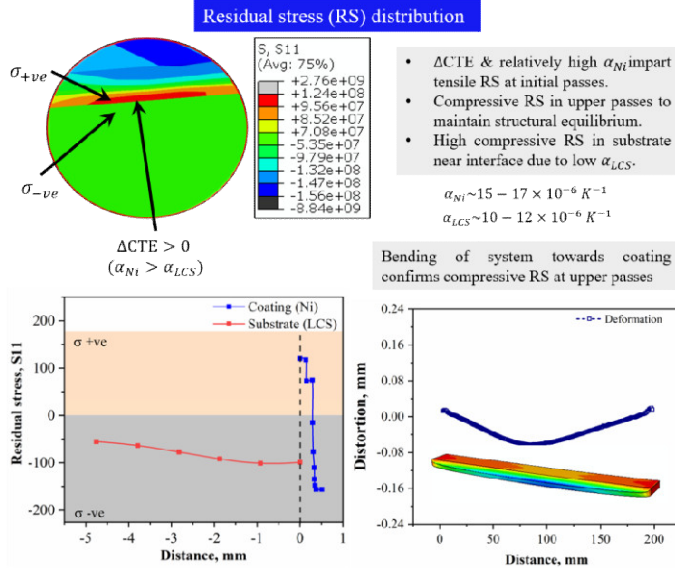 Residual stress (RS) distribution
σ+ve
σ−ve
S, S11
(Avg: 75%)
+2.76e+09
+1.24e+08
+9.56e+07
+8.52e+07
+7.08e+07
-5.35e+07
-9.79e+07
-1.32e+08
-1.47e+08
-1.56e+08
-8.84e+09
ΔCTE > 0
(αNi > αLCS)
• ΔCTE & relatively high αNi impart
tensile RS at initial passes.
• Compressive RS in upper passes to
maintain structural equilibrium.
• High compressive RS in substrate
near interface due to low αLCS.
αNi~15 − 17 × 10−6 K−1
αLCS~10 − 12 × 10−6 K−1
Bending of system towards coating
confirms compressive RS at upper passes
Residual stress, S11
200
100
0
-100
-200
σ +ve
σ -ve
Coating (Ni)
Substrate (LCS)
-5 -4 -3 -2 -1 0 1
Distance, mm
Distortion, mm
0.24
0.16
0.08
0.00
-0.08
-0.16
-0.24
Deformation
0 50 100 150 200
Distance, mm